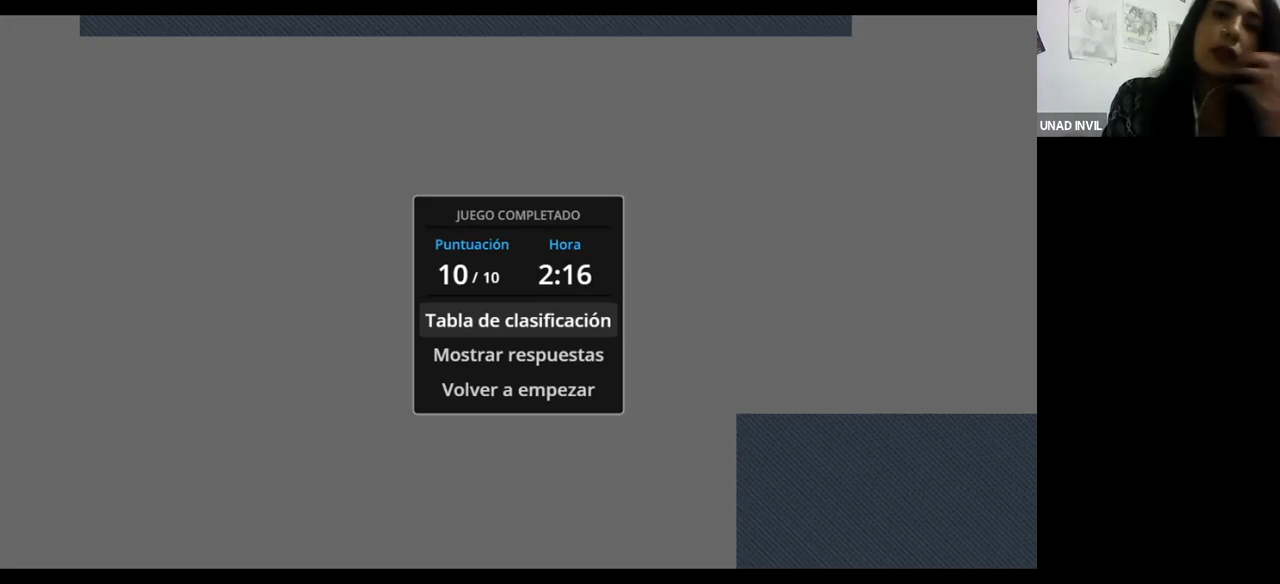 JUEGO COMPLETADO
Puntuación Hora
10 / 10 2:16
Tabla de clasificación
Mostrar respuestas
Volver a empezar
UNAD INVIL